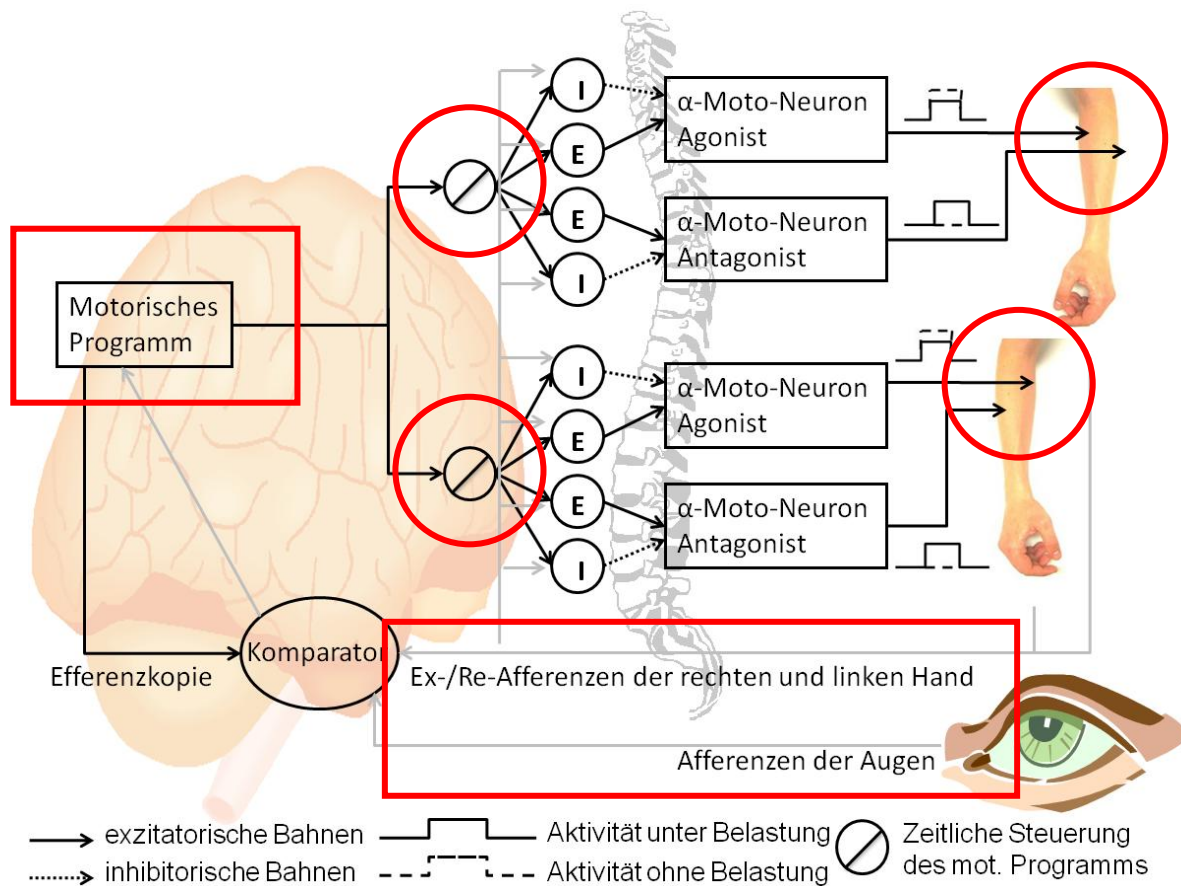 I
E
E
I
α-Moto-Neuron
Agonist
α-Moto-Neuron
Antagonist
Motorisches
Programm
I
E
E
I
α-Moto-Neuron
Agonist
α-Moto-Neuron
Antagonist
Komparator
Efferenzkopie
Ex-/Re-Afferenzen der rechten und linken Hand
Afferenzen der Augen
exzitatorische Bahnen
inhibitorische Bahnen
Aktivität unter Belastung
Aktivität ohne Belastung
Zeitliche Steuerung
des mot. Programms